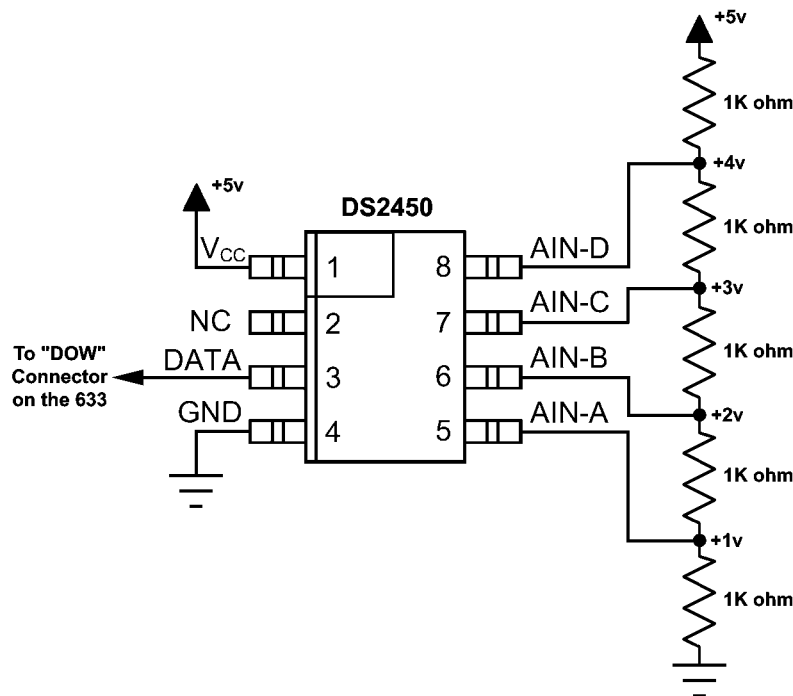 +5v
1K ohm
+4v
1K ohm
+3v
1K ohm
+2v
1K ohm
+1v
1K ohm
+5v
DS2450
VCC
1
8
AIN-D
NC
2
7
AIN-C
To "DOW"
Connector
on the 633
DATA
3
6
AIN-B
GND
4
5
AIN-A